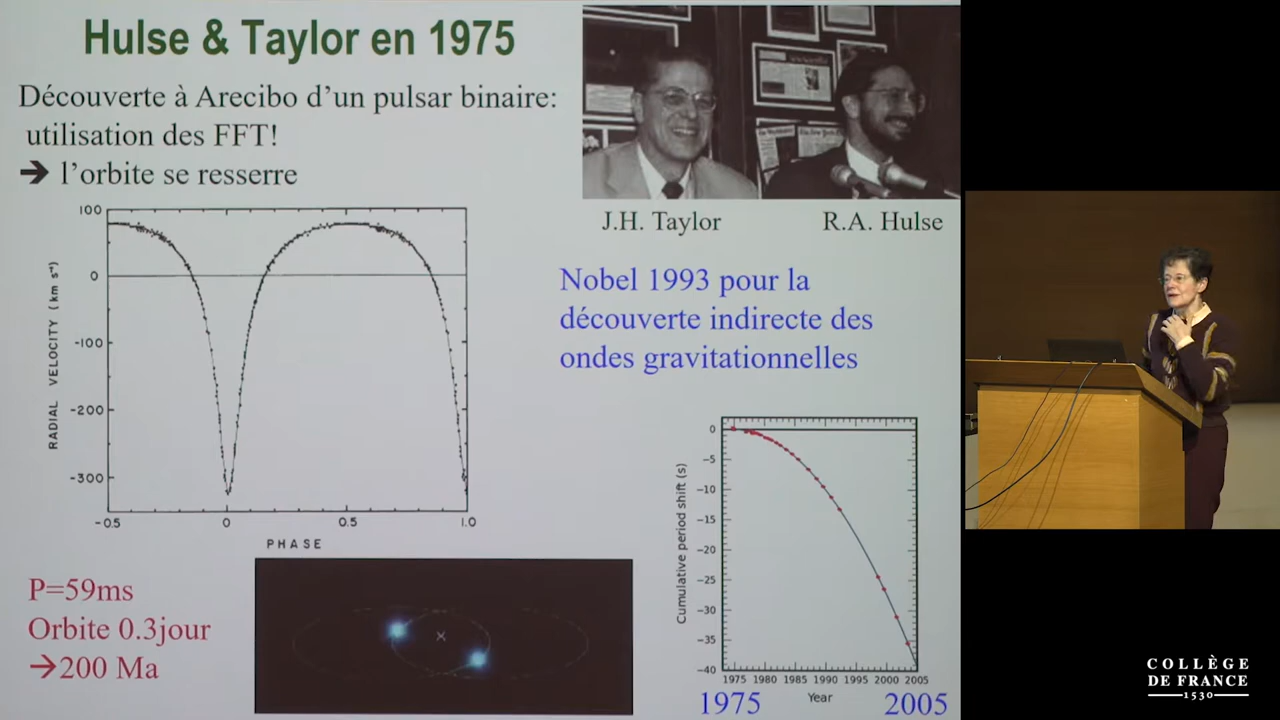 Hulse & Taylor en 1975
Découverte à Arecibo d'un pulsar binaire:
utilisation des FFT!
➔ l'orbite se resserre
J.H. Taylor
R.A. Hulse
Nobel 1993 pour la
découverte indirecte des
ondes gravitationnelles
RADIAL VELOCITY (km s⁻¹)
100
0
-100
-200
-300
-0.5
0
0.5
1.0
PHASE
P=59ms
Orbite 0.3jour
➔200 Ma
Cumulative period shift (s)
0
−5
−10
−15
−20
−25
−30
−35
−40
1975 1980 1985 1990 1995 2000 2005
Year
1975
2005
COLLÈGE
DE FRANCE
1530